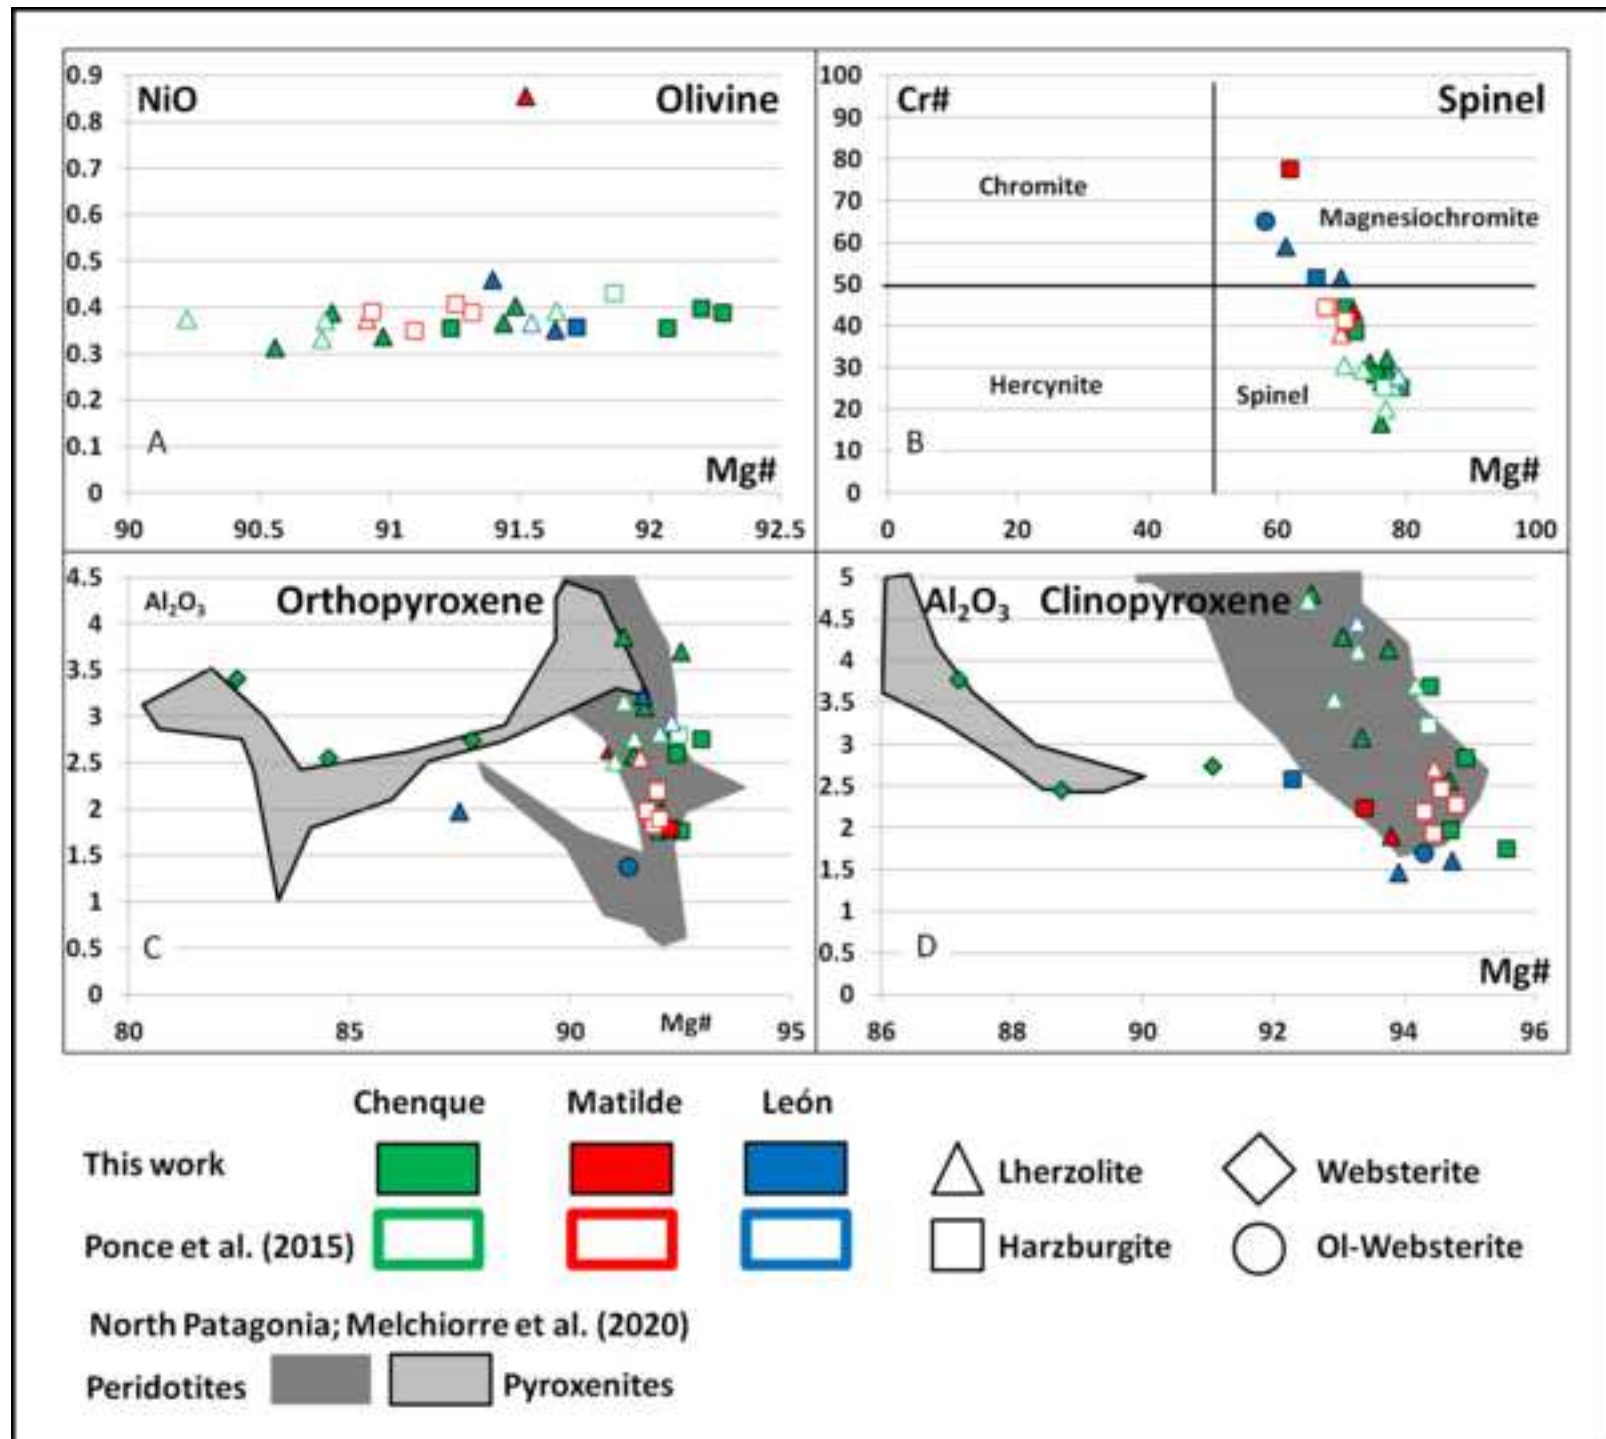 NiO Olivine
0.9
0.8
0.7
0.6
0.5
0.4
0.3
0.2
0.1
0
A
Mg#
90 90.5 91 91.5 92 92.5
Cr# Spinel
100
90
80
70
60
50
40
30
20
10
0
Chromite
Magnesiochromite
Hercynite
Spinel
B
Mg#
0 20 40 60 80 100
Al₂O₃ Orthopyroxene
4.5
4
3.5
3
2.5
2
1.5
1
0.5
0
C
80 85 90 Mg# 95
Al₂O₃ Clinopyroxene
5
4.5
4
3.5
3
2.5
2
1.5
1
0.5
0
D
Mg#
86 88 90 92 94 96
Chenque Matilde León
This work
Lherzolite Websterite
Ponce et al. (2015)
Harzburgite Ol-Websterite
North Patagonia; Melchiorre et al. (2020)
Peridotites Pyroxenites